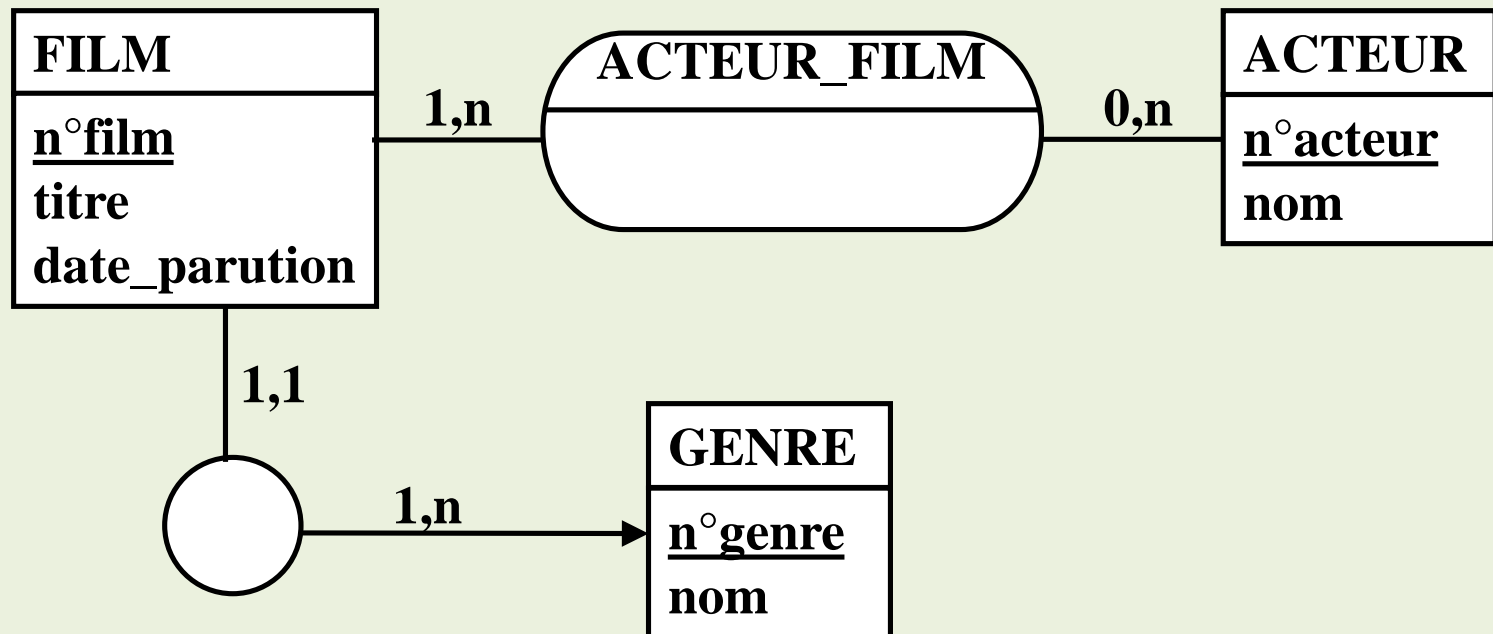 FILM
n°film
titre
date_parution
1,n
ACTEUR_FILM
0,n
ACTEUR
n°acteur
nom
1,1
1,n
GENRE
n°genre
nom